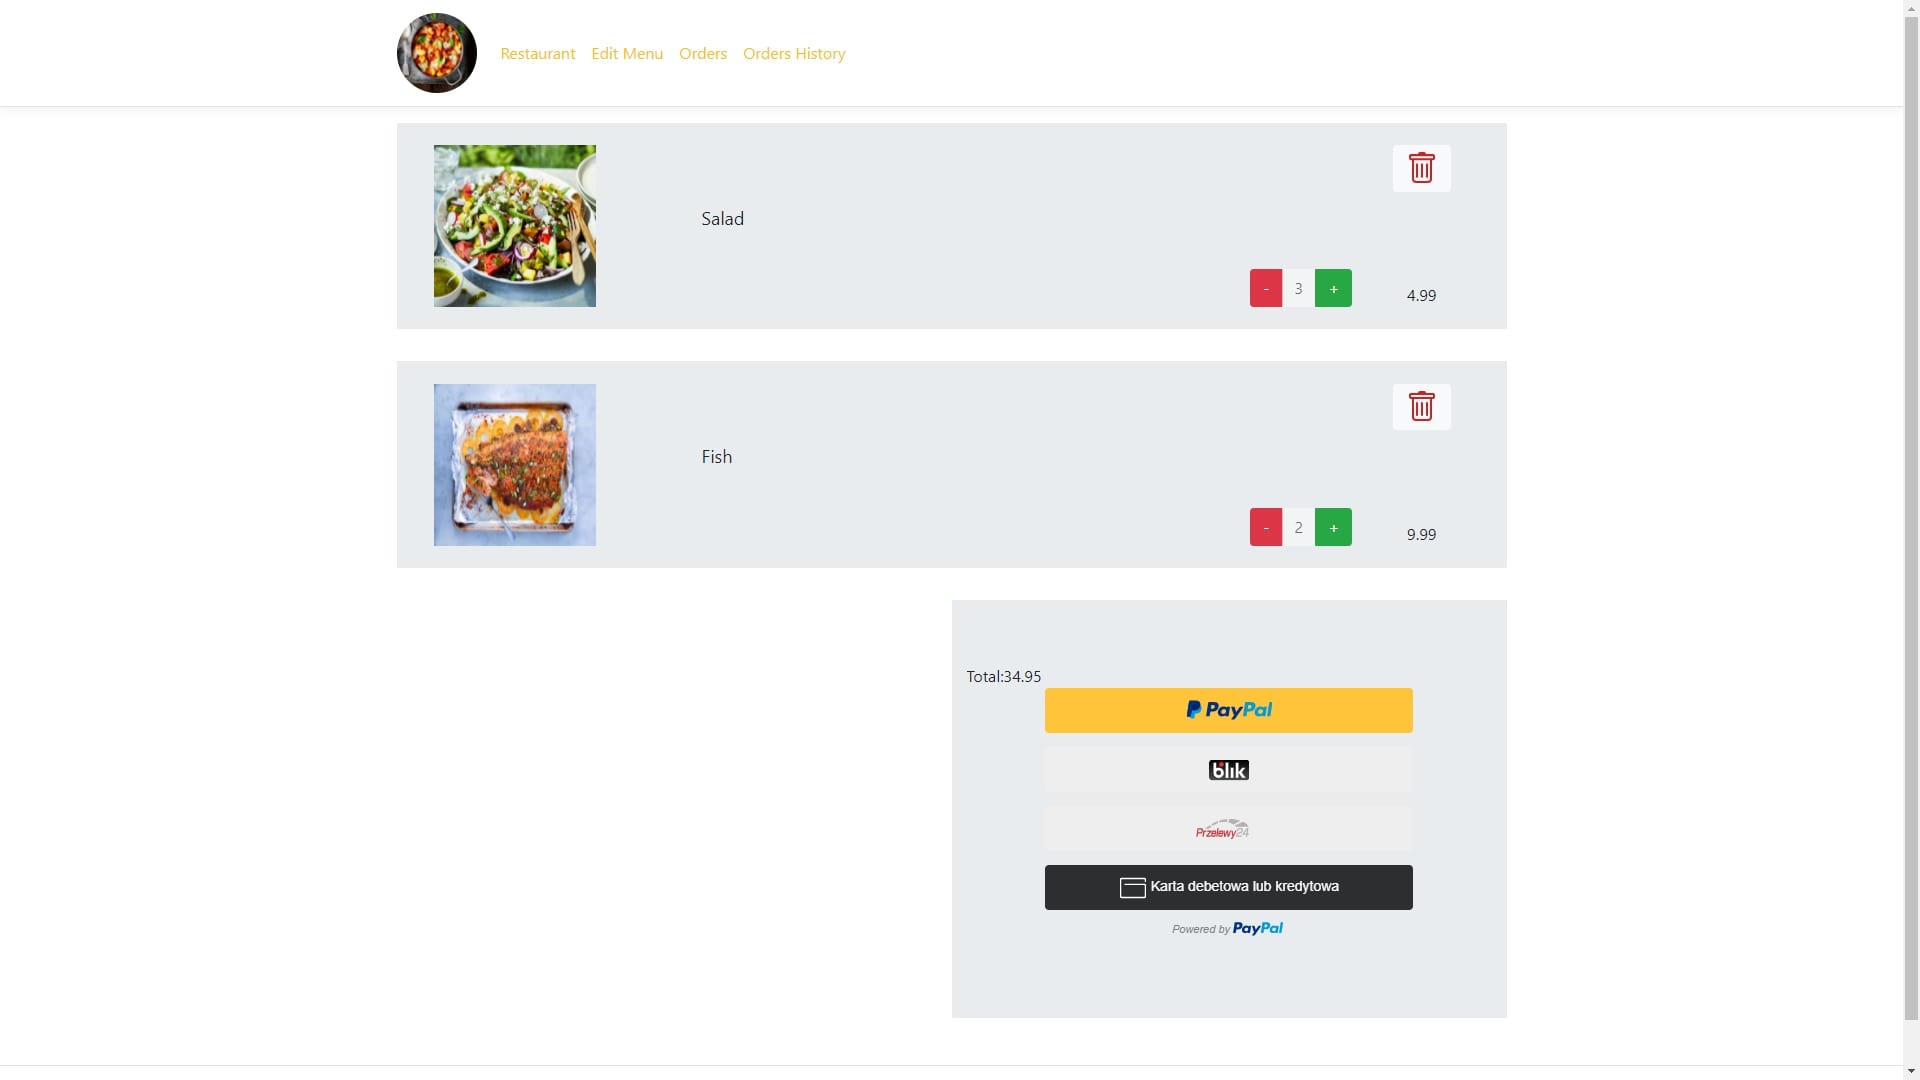 Restaurant Edit Menu Orders Orders History
Salad
- 3 + 4.99
Fish
- 2 + 9.99
Total:34.95
PayPal
blik
Przelewy24
Karta debetowa lub kredytowa
Powered by PayPal